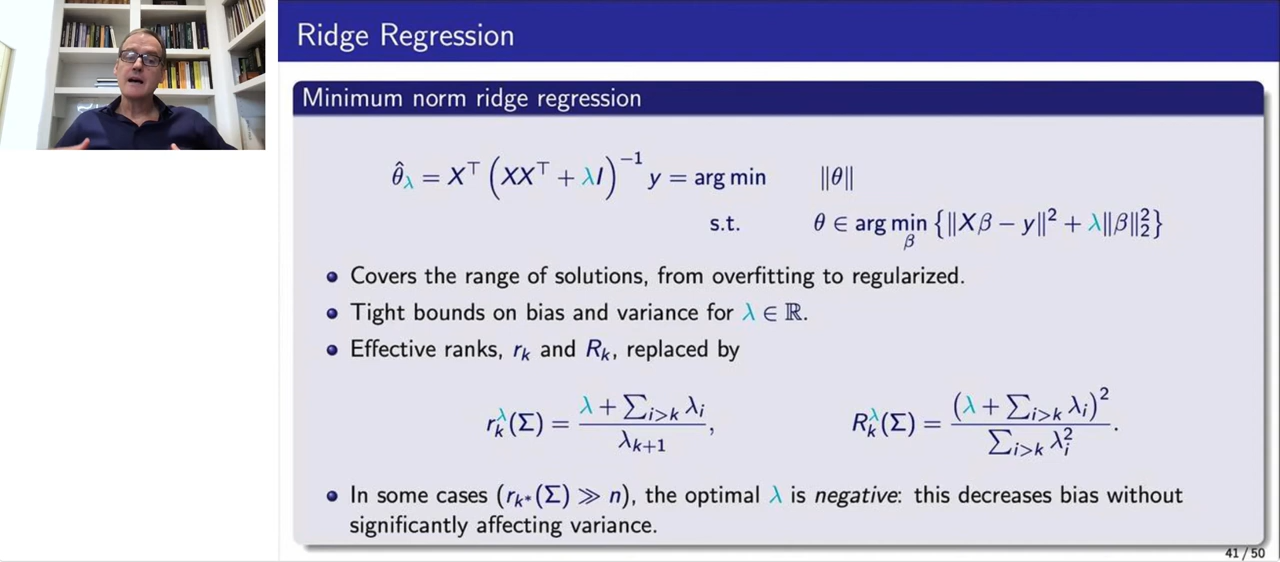 Ridge Regression
Minimum norm ridge regression
θ̂_λ = X^⊤ (XX^⊤ + λI)^{−1} y = arg min ‖θ‖
s.t. θ ∈ arg min_β {‖Xβ − y‖² + λ‖β‖₂²}
• Covers the range of solutions, from overfitting to regularized.
• Tight bounds on bias and variance for λ ∈ ℝ.
• Effective ranks, r_k and R_k, replaced by
r_k^λ(Σ) = (λ + ∑_{i>k} λ_i) / λ_{k+1}, R_k^λ(Σ) = (λ + ∑_{i>k} λ_i)² / ∑_{i>k} λ_i².
• In some cases (r_{k*}(Σ) ≫ n), the optimal λ is negative: this decreases bias without
significantly affecting variance.
41 / 50